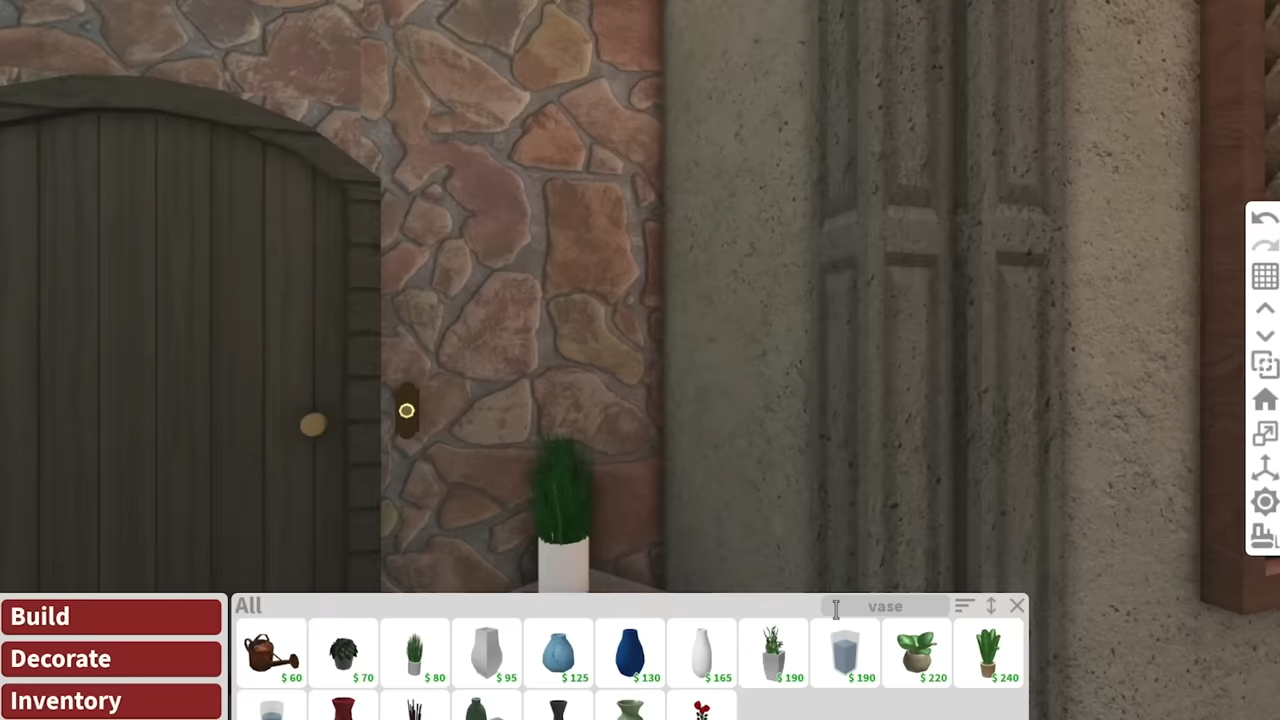 All
vase
$ 60
$ 70
$ 80
$ 95
$ 125
$ 130
$ 165
$ 190
$ 190
$ 220
$ 240
Build
Decorate
Inventory